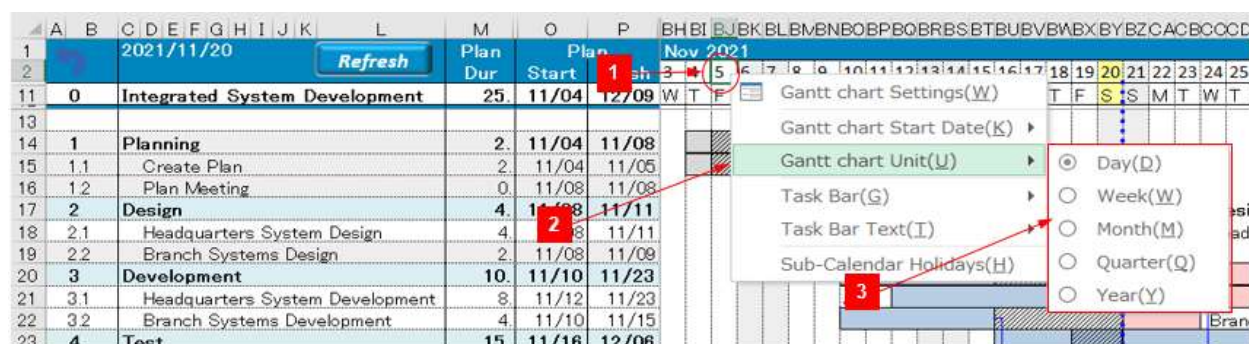 A B C D E F G H I J K L M O P BH BI BJ BK BL BM BN BO BP BQ BR BS BT BU BV BW BX BY BZ CA CB CC CD
1 2021/11/20 Refresh Plan Plan Nov 2021
2 Dur Start 1 sh 3 4 5 6 7 8 9 10 11 12 13 14 15 16 17 18 19 20 21 22 23 24 25
11 0 Integrated System Development 25. 11/04 12/09 W T F T F S S M T W T
Gantt chart Settings(W)
13
Gantt chart Start Date(K)
14 1 Planning 2. 11/04 11/08
Gantt chart Unit(U) Day(D)
15 1.1 Create Plan 2. 11/04 11/05
16 1.2 Plan Meeting 0. 11/08 11/08
Task Bar(G) Week(W)
17 2 Design 4. 11/08 11/11
2
Task Bar Text(T) Month(M)
18 2.1 Headquarters System Design 4. 11/11
19 2.2 Branch Systems Design 2. 11/08 11/09
Sub-Calendar Holidays(H) Quarter(Q)
20 3 Development 10. 11/10 11/23
3
21 3.1 Headquarters System Development 8. 11/12 11/23
Year(Y)
22 3.2 Branch Systems Development 4. 11/10 11/15 Bran
23 4 Test 15. 11/16 12/06